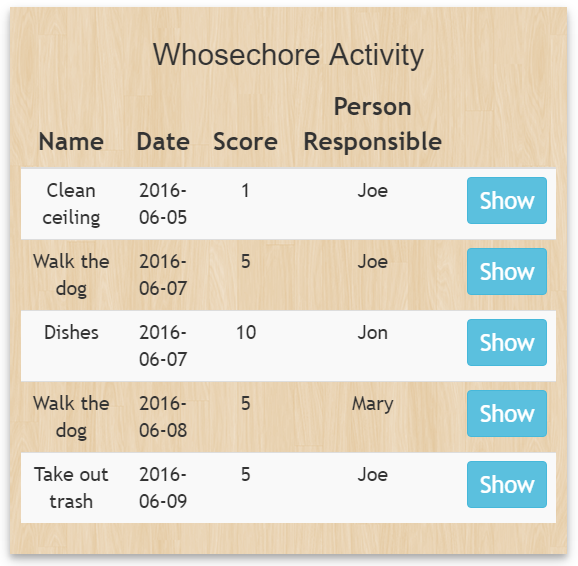 Whosechore Activity
Person
Name Date Score Responsible
Clean 2016- 1 Joe Show
ceiling 06-05
Walk the 2016- 5 Joe Show
dog 06-07
Dishes 2016- 10 Jon Show
06-07
Walk the 2016- 5 Mary Show
dog 06-08
Take out 2016- 5 Joe Show
trash 06-09